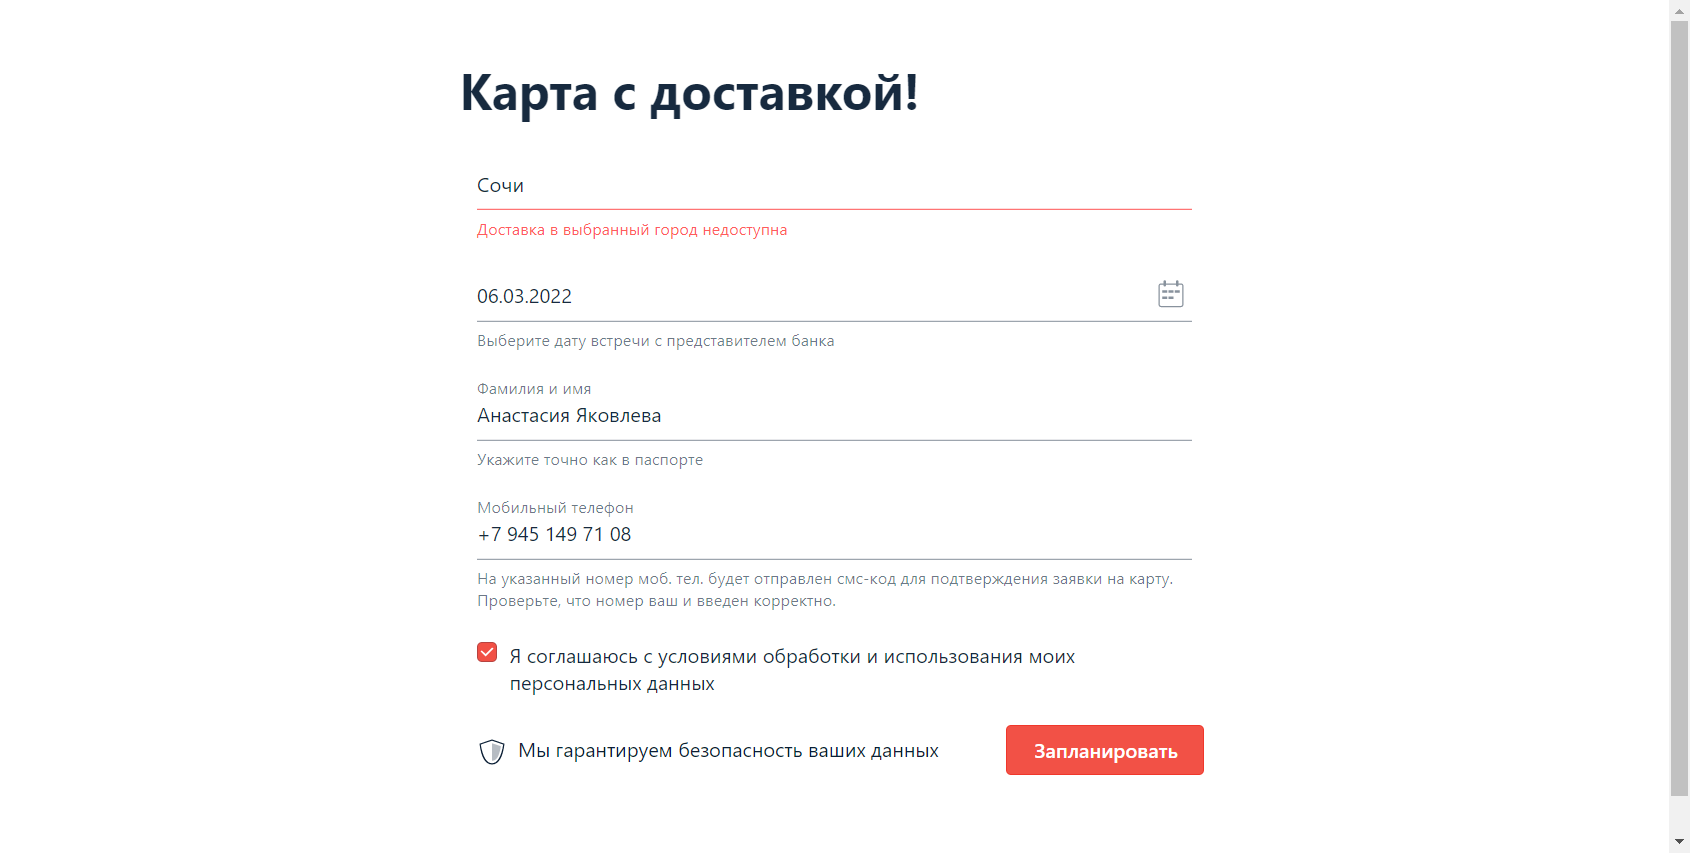 Карта с доставкой!
Сочи
Доставка в выбранный город недоступна
06.03.2022
Выберите дату встречи с представителем банка
Фамилия и имя
Анастасия Яковлева
Укажите точно как в паспорте
Мобильный телефон
+7 945 149 71 08
На указанный номер моб. тел. будет отправлен смс-код для подтверждения заявки на карту.
Проверьте, что номер ваш и введен корректно.
Я соглашаюсь с условиями обработки и использования моих
персональных данных
Мы гарантируем безопасность ваших данных
Запланировать